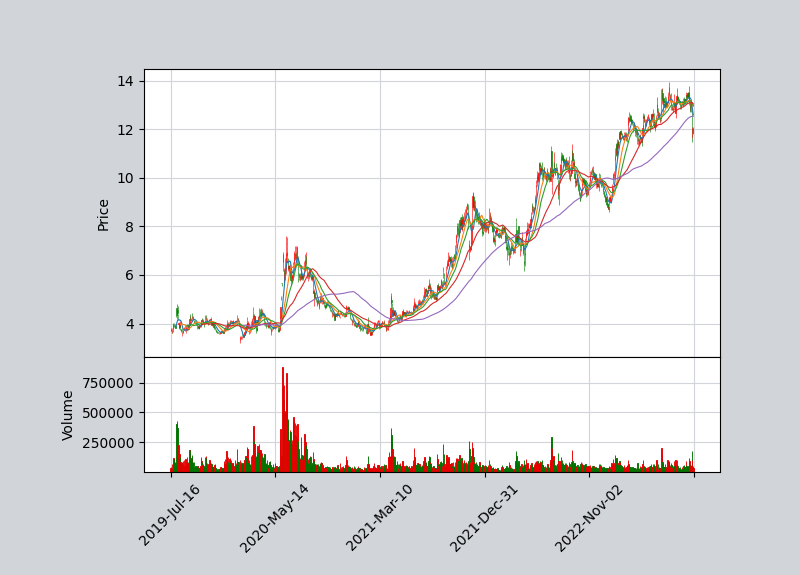 14
12
10
8
6
4
Price
750000
500000
250000
Volume
2019-Jul-16
2020-May-14
2021-Mar-10
2021-Dec-31
2022-Nov-02